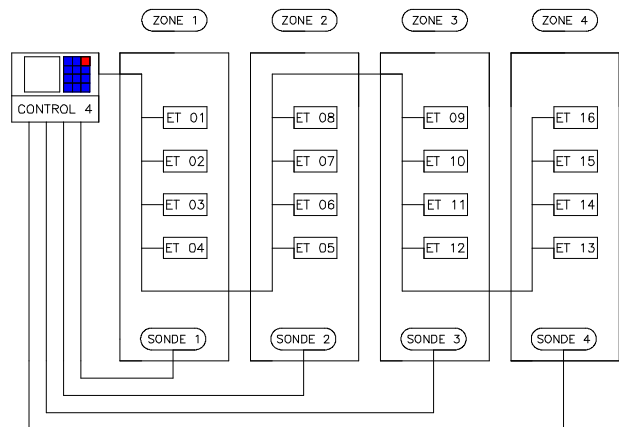 ZONE 1 ZONE 2 ZONE 3 ZONE 4
CONTROL 4
ET 01 ET 08 ET 09 ET 16
ET 02 ET 07 ET 10 ET 15
ET 03 ET 06 ET 11 ET 14
ET 04 ET 05 ET 12 ET 13
SONDE 1 SONDE 2 SONDE 3 SONDE 4